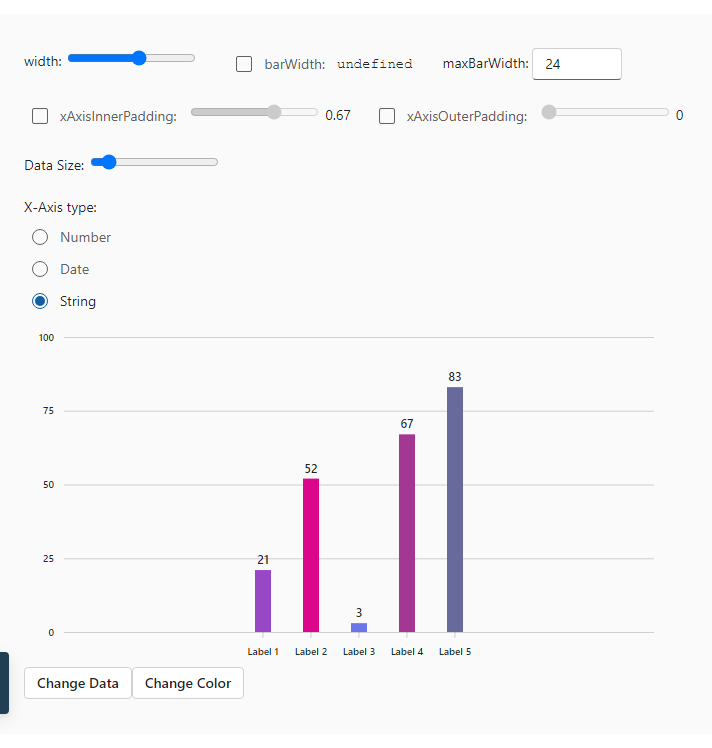 width: barWidth: undefined maxBarWidth: 24
xAxisInnerPadding: 0.67 xAxisOuterPadding: 0
Data Size:
X-Axis type:
Number
Date
String
100
83
75
67
52
50
25
21
3
0
Label 1 Label 2 Label 3 Label 4 Label 5
Change Data Change Color